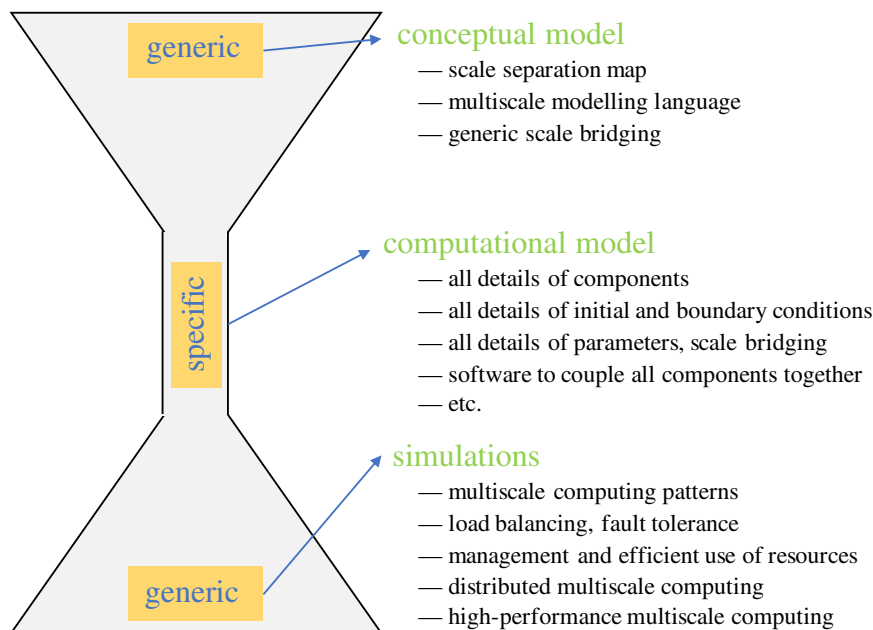 generic
conceptual model
— scale separation map
— multiscale modelling language
— generic scale bridging
specific
computational model
— all details of components
— all details of initial and boundary conditions
— all details of parameters, scale bridging
— software to couple all components together
— etc.
generic
simulations
— multiscale computing patterns
— load balancing, fault tolerance
— management and efficient use of resources
— distributed multiscale computing
— high-performance multiscale computing